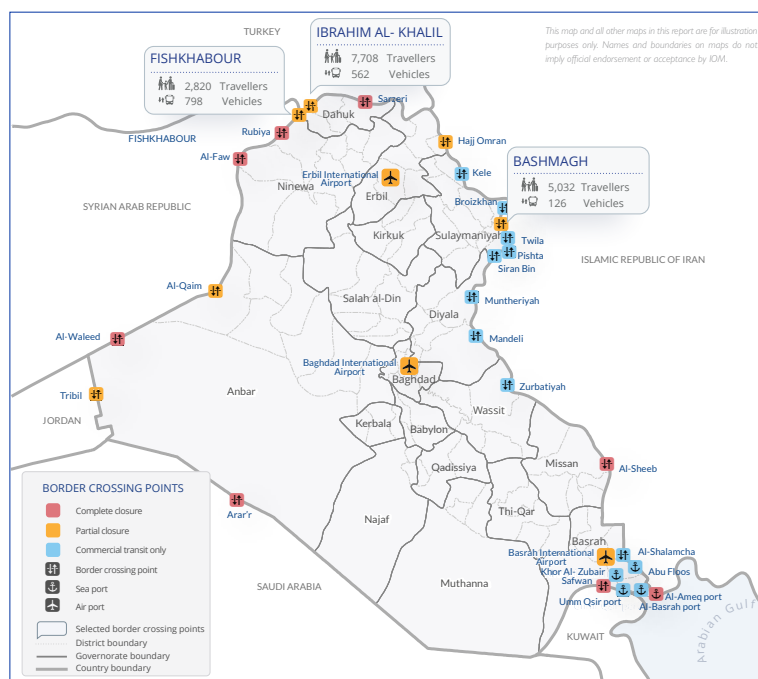 TURKEY
IBRAHIM AL- KHALIL
7,708 Travellers
562 Vehicles
This map and all other maps in this report are for illustration
purposes only. Names and boundaries on maps do not
imply official endorsement or acceptance by IOM.
FISHKHABOUR
2,820 Travellers
798 Vehicles
Sarzeri
Dahuk
FISHKHABOUR
Rubiya
Hajj Omran
Al-Faw
Kele
BASHMAGH
5,032 Travellers
126 Vehicles
Erbil International
Airport
Ninewa
Erbil
Broizkhan
SYRIAN ARAB REPUBLIC
Kirkuk
Sulaymaniyah
Twila
Pishta
Siran Bin
ISLAMIC REPUBLIC OF IRAN
Al-Qaim
Salah al-Din
Muntheriyah
Diyala
Al-Waleed
Mandeli
Baghdad International
Airport
Baghdad
Zurbatiyah
Tribil
Anbar
JORDAN
Wassit
Kerbala
Babylon
Qadissiya
Missan
Al-Sheeb
BORDER CROSSING POINTS
Complete closure
Partial closure
Commercial transit only
Border crossing point
Sea port
Air port
Selected border crossing points
District boundary
Governorate boundary
Country boundary
Arar'r
Najaf
Thi-Qar
Basrah
Basrah International
Airport
Al-Shalamcha
Khor Al- Zubair
Abu Floos
Safwan
Muthanna
SAUDI ARABIA
Umm Qsir port
Al-Ameq port
Al-Basrah port
KUWAIT
Arabian Gulf